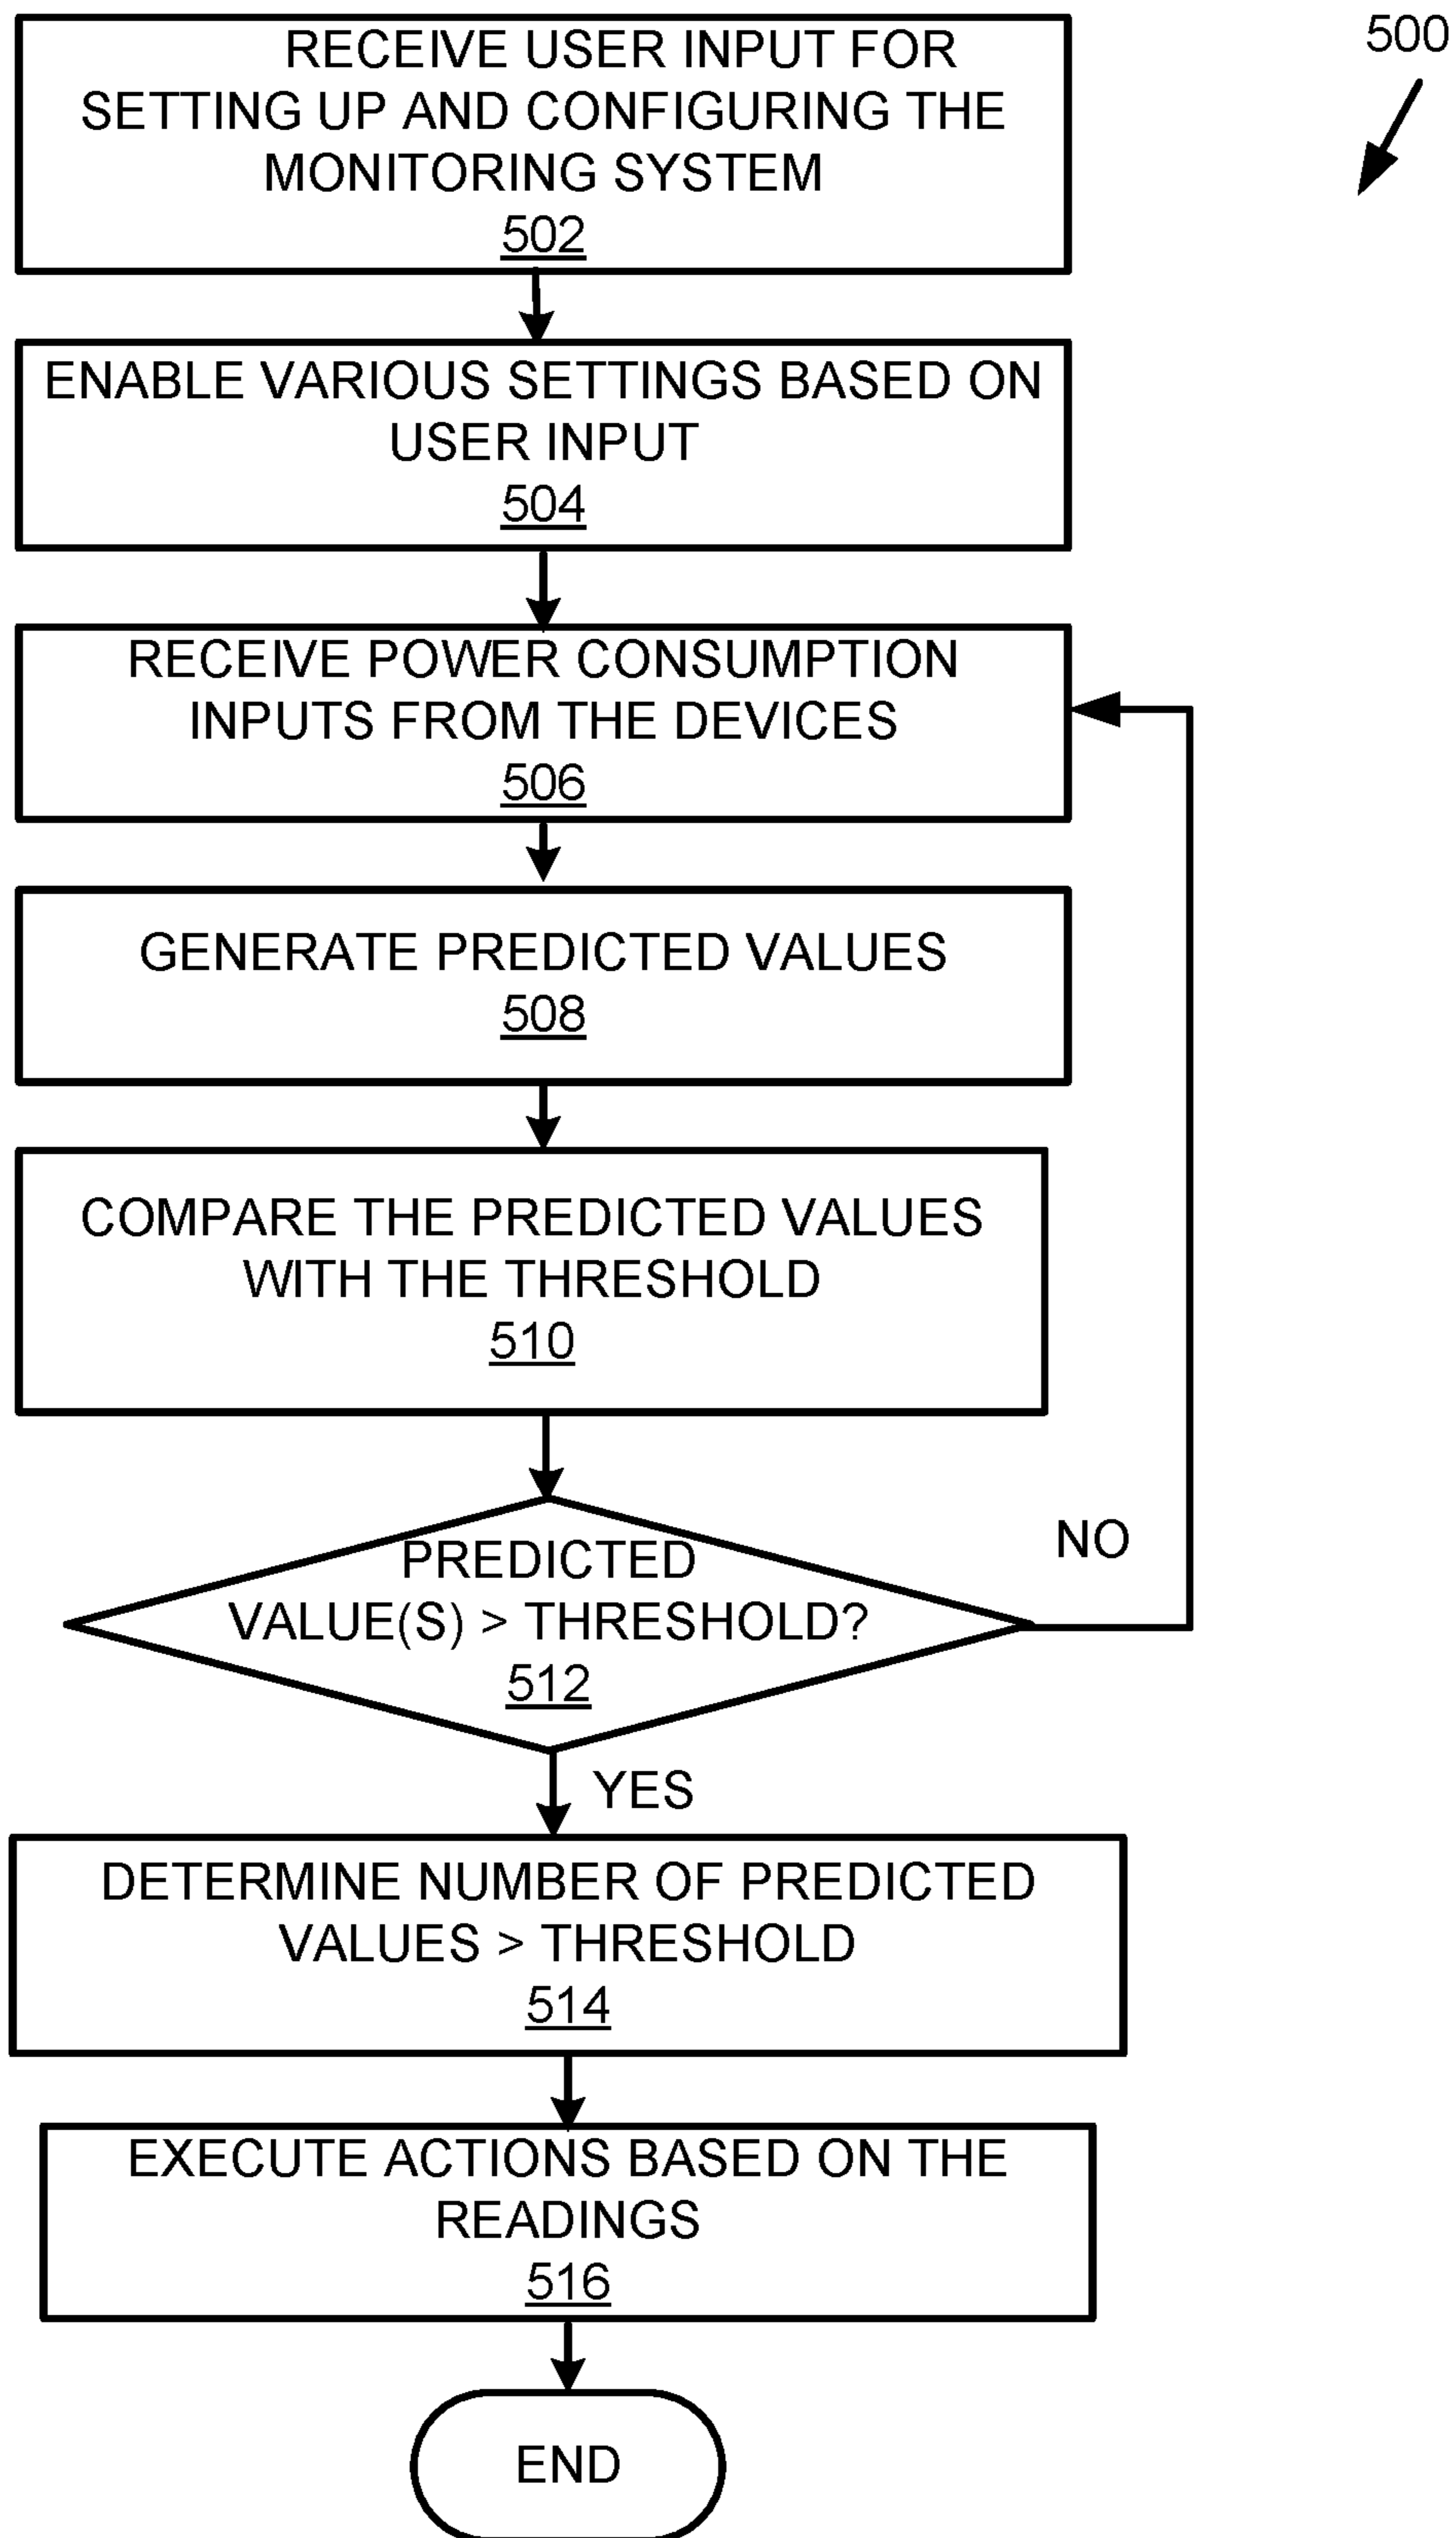 500
RECEIVE USER INPUT FOR
SETTING UP AND CONFIGURING THE
MONITORING SYSTEM
502
ENABLE VARIOUS SETTINGS BASED ON
USER INPUT
504
RECEIVE POWER CONSUMPTION
INPUTS FROM THE DEVICES
506
GENERATE PREDICTED VALUES
508
COMPARE THE PREDICTED VALUES
WITH THE THRESHOLD
510
PREDICTED
VALUE(S) > THRESHOLD?
512
NO
YES
DETERMINE NUMBER OF PREDICTED
VALUES > THRESHOLD
514
EXECUTE ACTIONS BASED ON THE
READINGS
516
END